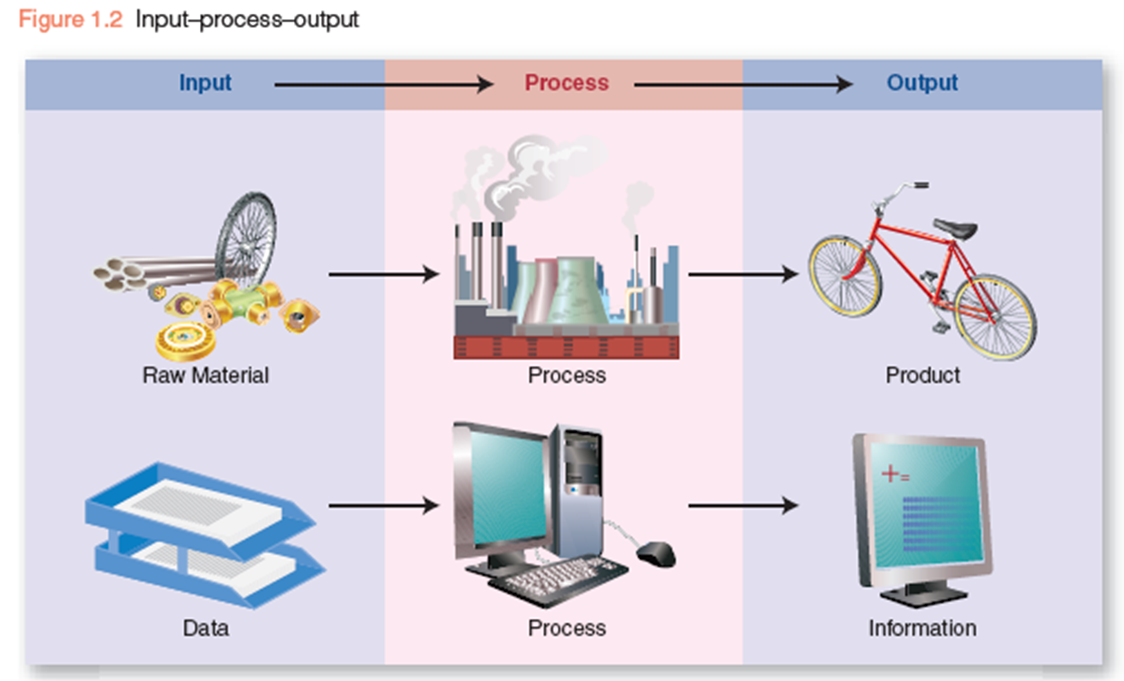 Figure 1.2 Input–process–output
Input Process Output
Raw Material Process Product
+=
Data Process Information